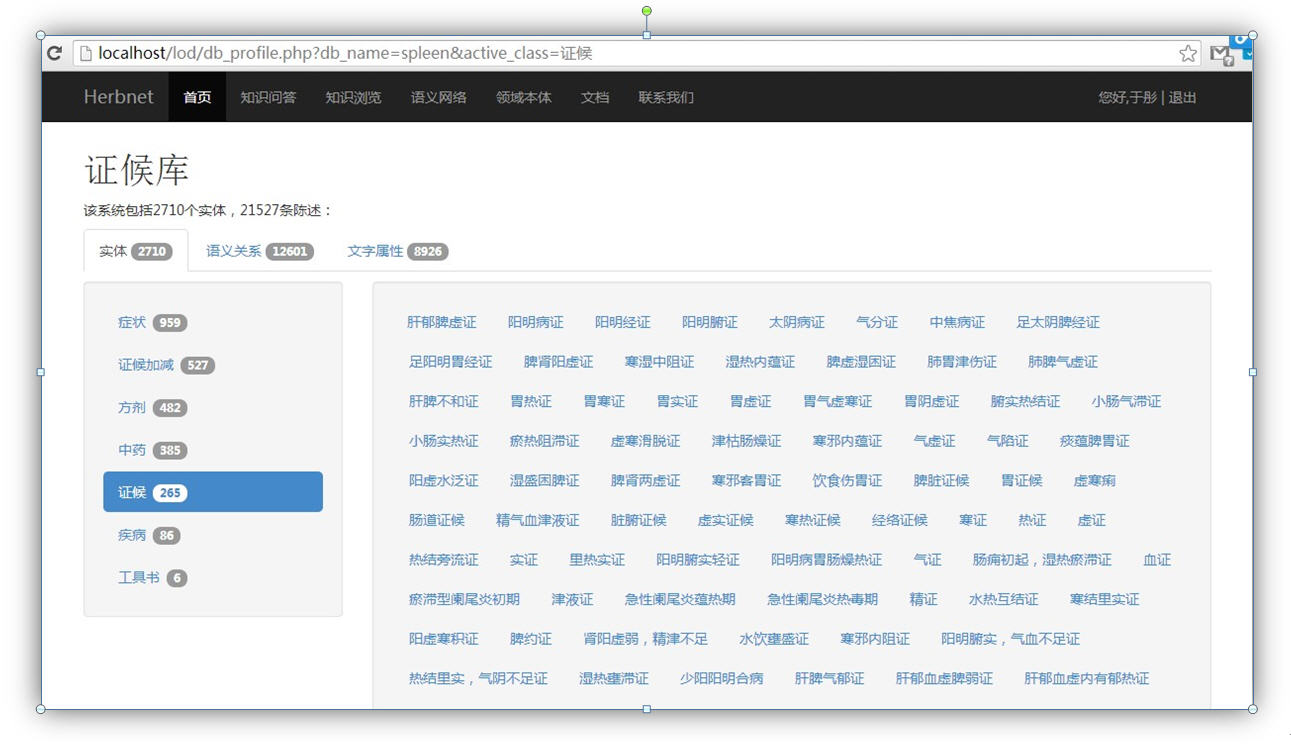 localhost/lod/db_profile.php?db_name=spleen&active_class=证候
Herbnet 首页 知识问答 知识浏览 语义网络 领域本体 文档 联系我们 您好,于彤 | 退出
证候库
该系统包括2710个实体，21527条陈述：
实体 2710 语义关系 12601 文字属性 8926
症状 959
证候加减 527
方剂 482
中药 385
证候 265
疾病 86
工具书 6
肝郁脾虚证 阳明病证 阳明经证 阳明腑证 太阴病证 气分证 中焦病证 足太阴脾经证
足阳明胃经证 脾肾阳虚证 寒湿中阻证 湿热内蕴证 脾虚湿困证 肺胃津伤证 肺脾气虚证
肝脾不和证 胃热证 胃寒证 胃实证 胃虚证 胃气虚寒证 胃阴虚证 腑实热结证 小肠气滞证
小肠实热证 瘀热阻滞证 虚寒滑脱证 津枯肠燥证 寒邪内蕴证 气虚证 气陷证 痰蕴脾胃证
阳虚水泛证 湿盛困脾证 脾肾两虚证 寒邪客胃证 饮食伤胃证 脾脏证候 胃证候 虚寒痢
肠道证候 精气血津液证 脏腑证候 虚实证候 寒热证候 经络证候 寒证 热证 虚证
热结旁流证 实证 里热实证 阳明腑实轻证 阳明病胃肠燥热证 气证 肠痈初起，湿热瘀滞证 血证
瘀滞型阑尾炎初期 津液证 急性阑尾炎蕴热期 急性阑尾炎热毒期 精证 水热互结证 寒结里实证
阳虚寒积证 脾约证 肾阳虚弱，精津不足 水饮壅盛证 寒邪内阻证 阳明腑实，气血不足证
热结里实，气阴不足证 湿热壅滞证 少阳阳明合病 肝脾气郁证 肝郁血虚脾弱证 肝郁血虚内有郁热证